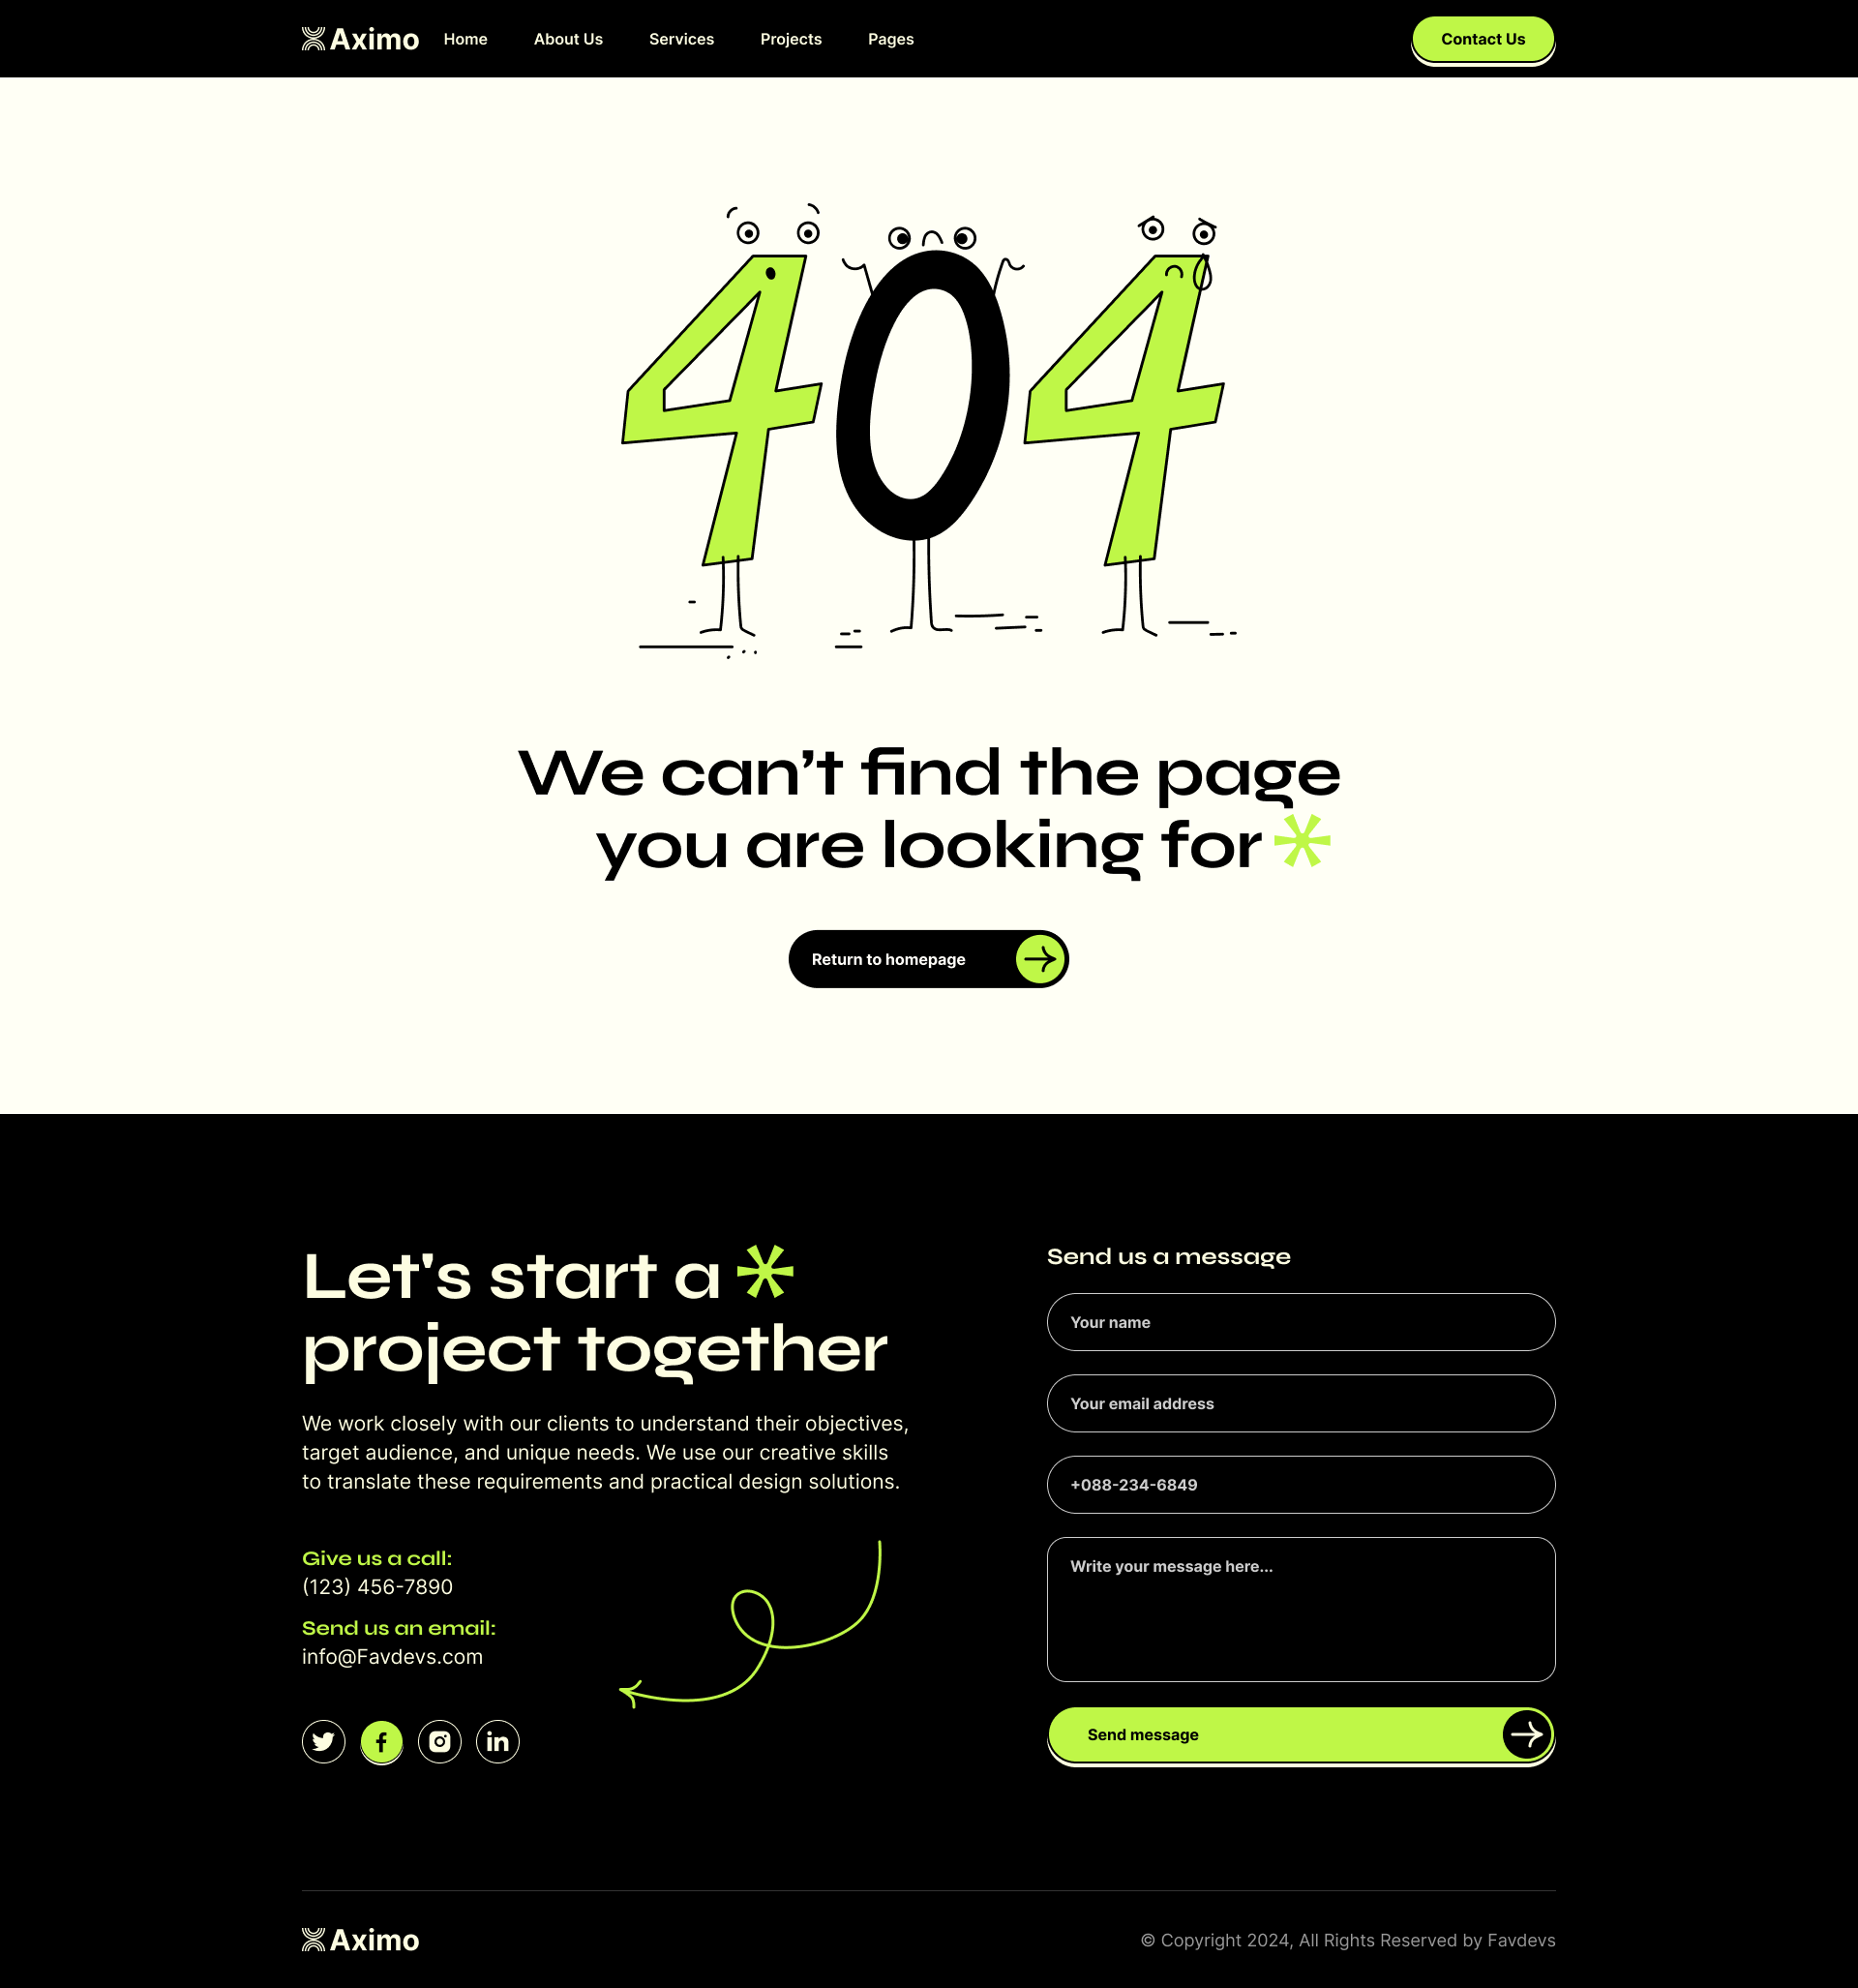 Aximo
Home
About Us
Services
Projects
Pages
Contact Us
404
We can’t find the page
you are looking for
Return to homepage
Let's start a
project together
We work closely with our clients to understand their objectives,
target audience, and unique needs. We use our creative skills
to translate these requirements and practical design solutions.
Give us a call:
(123) 456-7890
Send us an email:
info@Favdevs.com
Send us a message
Your name
Your email address
+088-234-6849
Write your message here...
Send message
Aximo
© Copyright 2024, All Rights Reserved by Favdevs